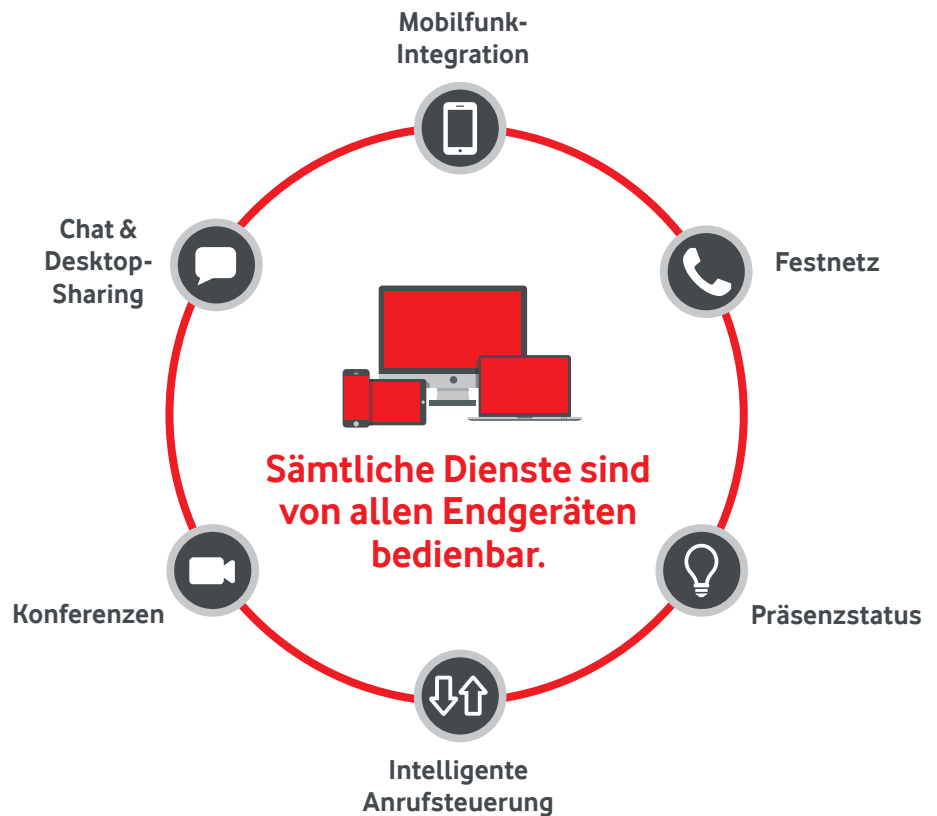 Mobilfunk-
Integration
Chat &
Desktop-
Sharing
Festnetz
Sämtliche Dienste sind
von allen Endgeräten
bedienbar.
Konferenzen
Präsenzstatus
Intelligente
Anrufsteuerung